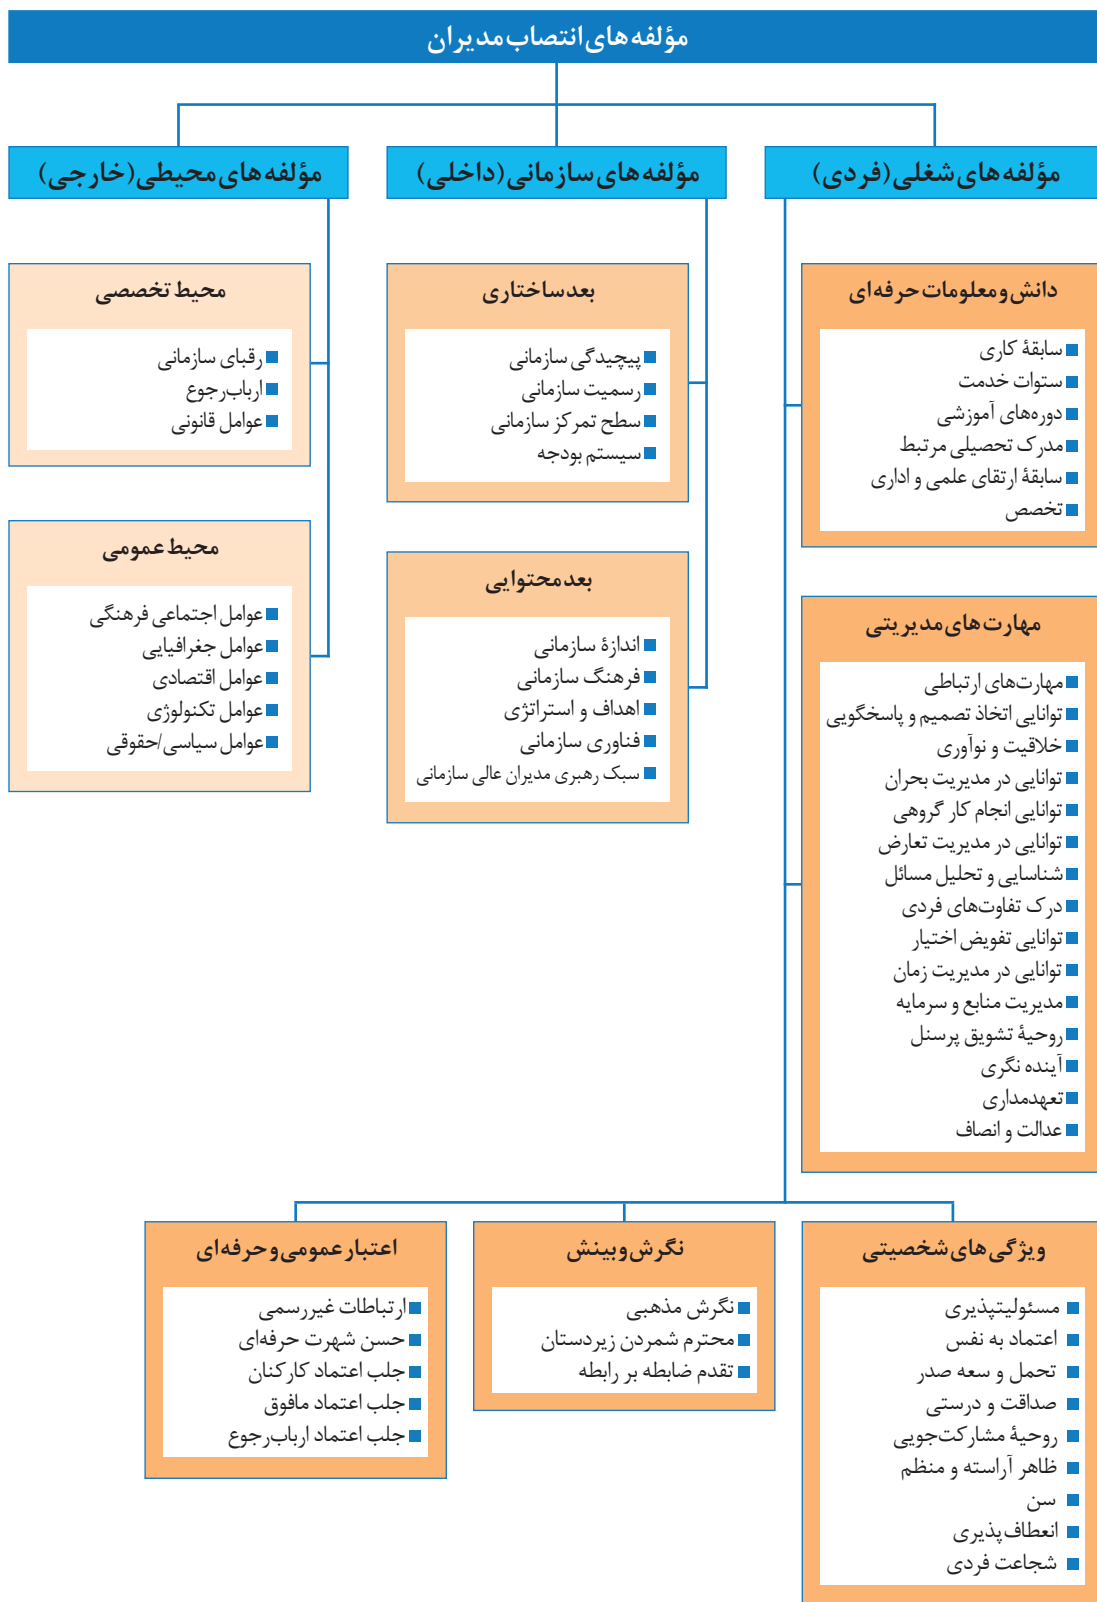 مؤلفه‌های انتصاب مدیران
مؤلفه‌های شغلی (فردی)
مؤلفه‌های سازمانی (داخلی)
مؤلفه‌های محیطی (خارجی)
دانش و معلومات حرفه‌ای
سابقهٔ کاری
ستوات خدمت
دوره‌های آموزشی
مدرک تحصیلی مرتبط
سابقهٔ ارتقای علمی و اداری
تخصص
مهارت‌های مدیریتی
مهارت‌های ارتباطی
توانایی اتخاذ تصمیم و پاسخگویی
خلاقیت و نوآوری
توانایی در مدیریت بحران
توانایی انجام کار گروهی
توانایی در مدیریت تعارض
شناسایی و تحلیل مسائل
درک تفاوت‌های فردی
توانایی تفویض اختیار
توانایی در مدیریت زمان
مدیریت منابع و سرمایه
روحیهٔ تشویق پرسنل
آینده نگری
تعهدمداری
عدالت و انصاف
بعد ساختاری
پیچیدگی سازمانی
رسمیت سازمانی
سطح تمرکز سازمانی
سیستم بودجه
بعد محتوایی
اندازهٔ سازمانی
فرهنگ سازمانی
اهداف و استراتژی
فناوری سازمانی
سبک رهبری مدیران عالی سازمانی
محیط تخصصی
رقبای سازمانی
ارباب‌رجوع
عوامل قانونی
محیط عمومی
عوامل اجتماعی فرهنگی
عوامل جغرافیایی
عوامل اقتصادی
عوامل تکنولوژی
عوامل سیاسی/حقوقی
ویژگی‌های شخصیتی
مسئولیتپذیری
اعتماد به نفس
تحمل و سعه صدر
صداقت و درستی
روحیهٔ مشارکت‌جویی
ظاهر آراسته و منظم
سن
انعطاف‌پذیری
شجاعت فردی
نگرش و بینش
نگرش مذهبی
محترم شمردن زیردستان
تقدم ضابطه بر رابطه
اعتبار عمومی و حرفه‌ای
ارتباطات غیررسمی
حسن شهرت حرفه‌ای
جلب اعتماد کارکنان
جلب اعتماد مافوق
جلب اعتماد ارباب‌رجوع